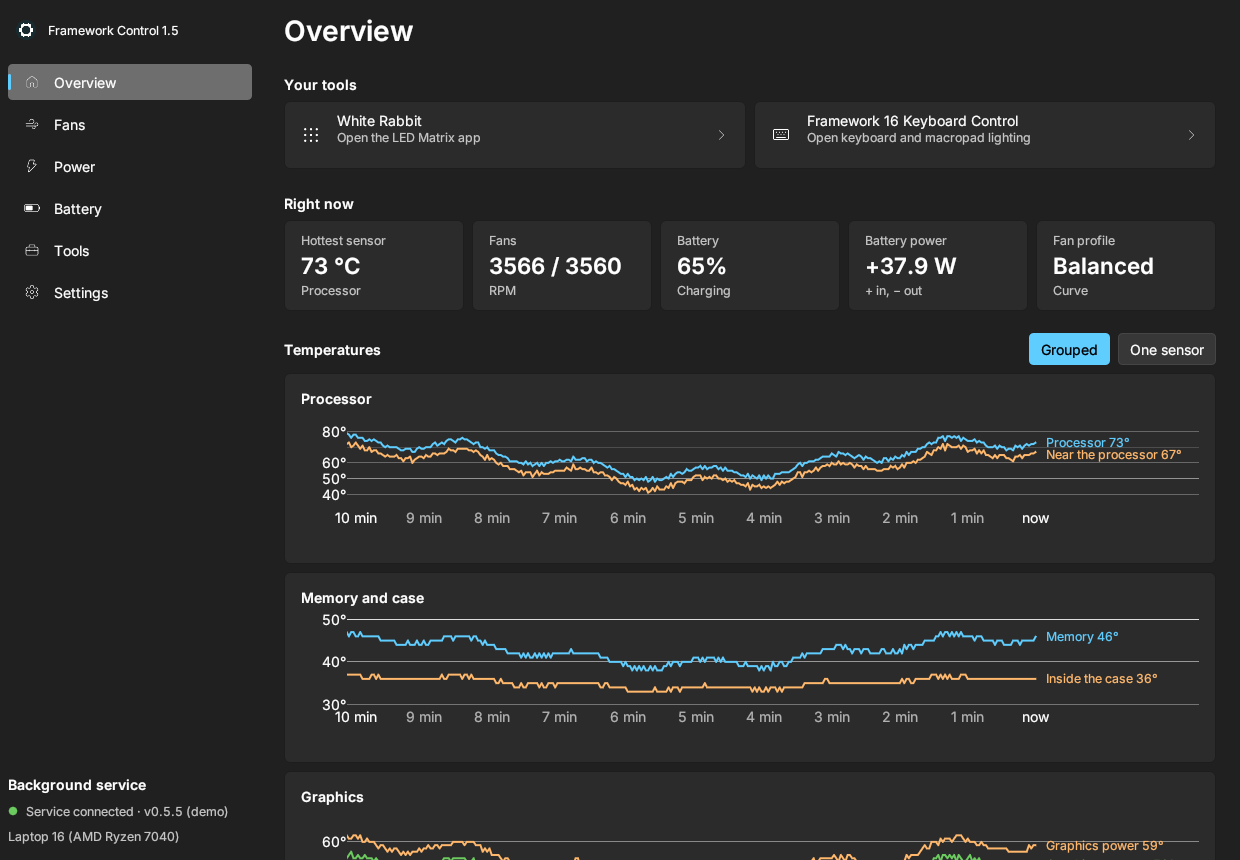 Framework Control 1.5
Overview
Fans
Power
Battery
Tools
Settings
Background service
Service connected · v0.5.5 (demo)
Laptop 16 (AMD Ryzen 7040)
Overview
Your tools
White Rabbit
Open the LED Matrix app
Framework 16 Keyboard Control
Open keyboard and macropad lighting
Right now
Hottest sensor
73 °C
Processor
Fans
3566 / 3560
RPM
Battery
65%
Charging
Battery power
+37.9 W
+ in, − out
Fan profile
Balanced
Curve
Temperatures
Grouped
One sensor
Processor
80°
60°
50°
40°
Processor 73°
Near the processor 67°
10 min 9 min 8 min 7 min 6 min 5 min 4 min 3 min 2 min 1 min now
Memory and case
50°
40°
30°
Memory 46°
Inside the case 36°
10 min 9 min 8 min 7 min 6 min 5 min 4 min 3 min 2 min 1 min now
Graphics
60°
Graphics power 59°